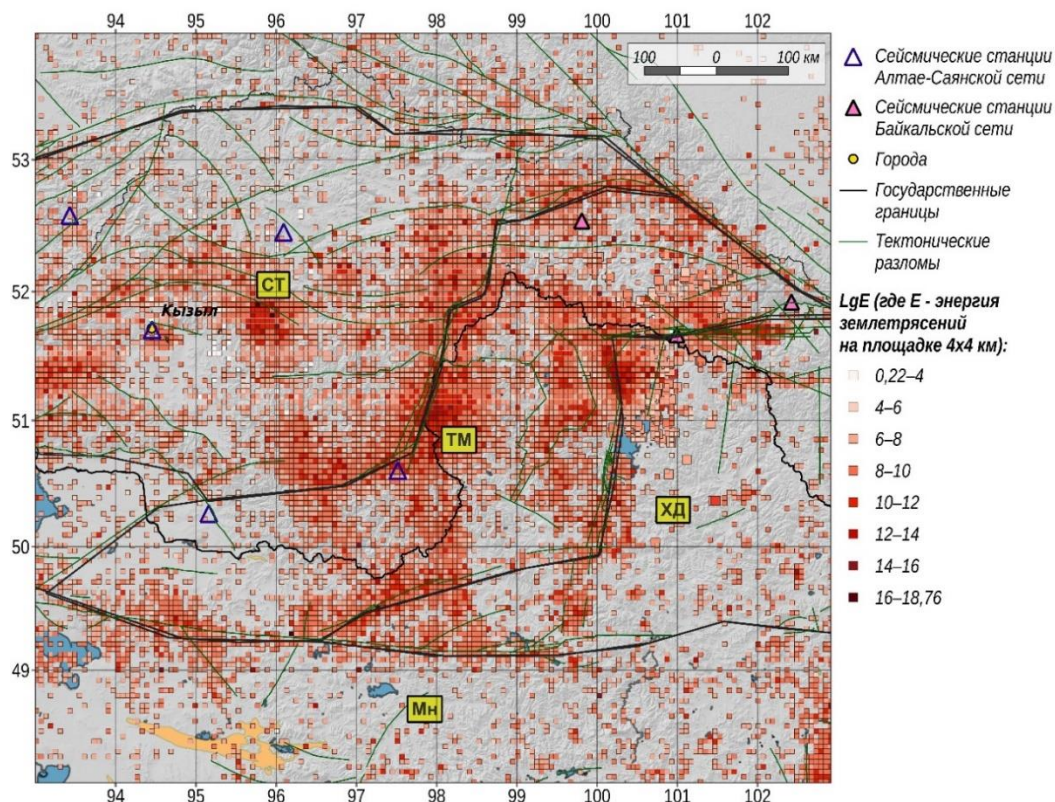 94 95 96 97 98 99 100 101 102
100 0 100 км
53
52
51
50
49
СТ
Кызыл
ТМ
ХД
Мн
94 95 96 97 98 99 100 101 102
Сейсмические станции
Алтае-Саянской сети
Сейсмические станции
Байкальской сети
Города
Государственные
границы
Тектонические
разломы
LgE (где E - энергия
землетрясений
на площадке 4x4 км):
0,22–4
4–6
6–8
8–10
10–12
12–14
14–16
16–18,76